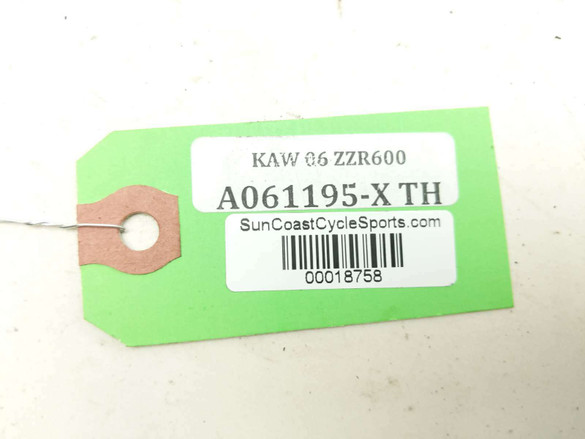 KAW 06 ZZR600
A061195-X TH
SunCoastCycleSports.com
00018758